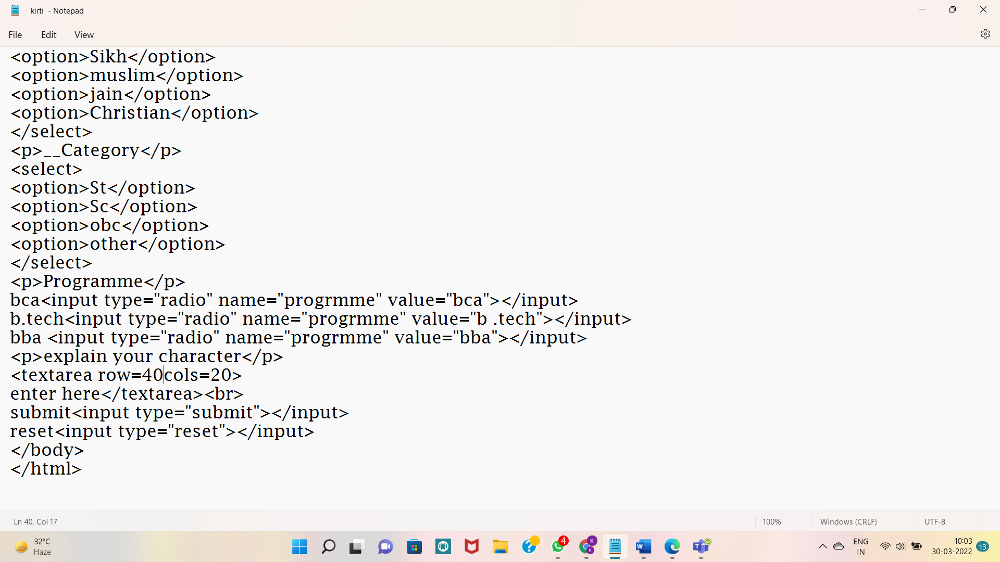 kirti - Notepad
File Edit View
<option>Sikh</option>
<option>muslim</option>
<option>jain</option>
<option>Christian</option>
</select>
<p>__Category</p>
<select>
<option>St</option>
<option>Sc</option>
<option>obc</option>
<option>other</option>
</select>
<p>Programme</p>
bca<input type="radio" name="progrmme" value="bca"></input>
b.tech<input type="radio" name="progrmme" value="b .tech"></input>
bba <input type="radio" name="progrmme" value="bba"></input>
<p>explain your character</p>
<textarea row=40cols=20>
enter here</textarea><br>
submit<input type="submit"></input>
reset<input type="reset"></input>
</body>
</html>
Ln 40, Col 17 100% Windows (CRLF) UTF-8
32°C
Haze
4
K
K
W
T
ENG
IN
10:03
30-03-2022
13